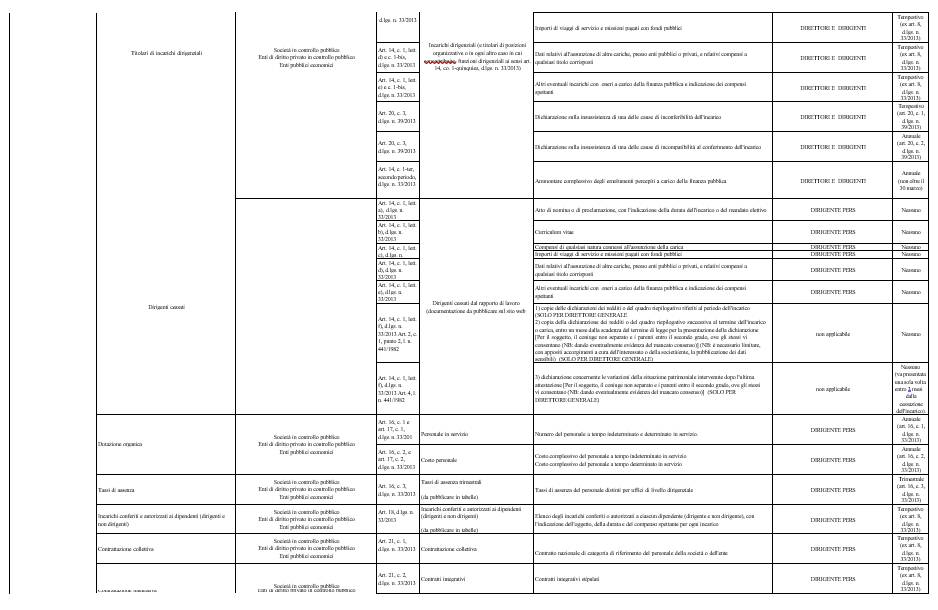 d.lgs. n. 33/2013
Importi di viaggi di servizio e missioni pagati con fondi pubblici
DIRETTORI E DIRIGENTI
Tempestivo
(ex art. 8,
d.lgs. n.
33/2013)
Titolari di incarichi dirigenziali
Società in controllo pubblico
Enti di diritto privato in controllo pubblico
Enti pubblici economici
Incarichi dirigenziali (e titolari di posizioni
organizzative o in ogni altro caso in cui
funzioni dirigenziali ai sensi art.
14, co. 1-quinquies, d.lgs. n. 33/2013)
Art. 14, c. 1, lett.
d) e c. 1-bis,
d.lgs. n. 33/2013
Dati relativi all'assunzione di altre cariche, presso enti pubblici o privati, e relativi compensi a
qualsiasi titolo corrisposti
DIRETTORI E DIRIGENTI
Tempestivo
(ex art. 8,
d.lgs. n.
33/2013)
Art. 14, c. 1, lett.
e) e c. 1-bis,
d.lgs. n. 33/2013
Altri eventuali incarichi con oneri a carico della finanza pubblica e indicazione dei compensi
spettanti
DIRETTORI E DIRIGENTI
Tempestivo
(ex art. 8,
d.lgs. n.
33/2013)
Art. 20, c. 3,
d.lgs. n. 39/2013
Dichiarazione sulla insussistenza di una delle cause di inconferibilità dell'incarico
DIRETTORI E DIRIGENTI
Tempestivo
(art. 20, c. 1,
d.lgs. n.
39/2013)
Art. 20, c. 3,
d.lgs. n. 39/2013
Dichiarazione sulla insussistenza di una delle cause di incompatibilità al conferimento dell'incarico
DIRETTORI E DIRIGENTI
Annuale
(art. 20, c. 2,
d.lgs. n.
39/2013)
Art. 14, c. 1-ter,
secondo periodo,
d.lgs. n. 33/2013
Ammontare complessivo degli emolumenti percepiti a carico della finanza pubblica
DIRETTORI E DIRIGENTI
Annuale
(non oltre il
30 marzo)
Dirigenti cessati
Dirigenti cessati dal rapporto di lavoro
(documentazione da pubblicare sul sito web
Art. 14, c. 1, lett.
a), d.lgs. n.
33/2013
Atto di nomina o di proclamazione, con l'indicazione della durata dell'incarico o del mandato elettivo
DIRIGENTE PERS
Nessuno
Art. 14, c. 1, lett.
b), d.lgs. n.
33/2013
Curriculum vitae
DIRIGENTE PERS
Nessuno
Art. 14, c. 1, lett.
c), d.lgs. n.
Compensi di qualsiasi natura connessi all'assunzione della carica
DIRIGENTE PERS
Nessuno
Importi di viaggi di servizio e missioni pagati con fondi pubblici
DIRIGENTE PERS
Nessuno
Art. 14, c. 1, lett.
d), d.lgs. n.
33/2013
Dati relativi all'assunzione di altre cariche, presso enti pubblici o privati, e relativi compensi a
qualsiasi titolo corrisposti
DIRIGENTE PERS
Nessuno
Art. 14, c. 1, lett.
e), d.lgs. n.
33/2013
Altri eventuali incarichi con oneri a carico della finanza pubblica e indicazione dei compensi
spettanti
DIRIGENTE PERS
Nessuno
Art. 14, c. 1, lett.
f), d.lgs. n.
33/2013 Art. 2, c.
1, punto 2, l. n.
441/1982
1) copie delle dichiarazioni dei redditi o del quadro riepilogativo riferiti al periodo dell'incarico
(SOLO PER DIRETTORE GENERALE
2) copia della dichiarazione dei redditi o del quadro riepilogativo successiva al termine dell'incarico
o carica, entro un mese dalla scadenza del termine di legge per la presentazione della dichiarazione
[Per il soggetto, il coniuge non separato e i parenti entro il secondo grado, ove gli stessi vi
consentano (NB: dando eventualmente evidenza del mancato consenso)] (NB: è necessario limitare,
con appositi accorgimenti a cura dell'interessato o della società/ente, la pubblicazione dei dati
sensibili) (SOLO PER DIRETTORE GENERALE)
non applicabile
Nessuno
Art. 14, c. 1, lett.
f), d.lgs. n.
33/2013 Art. 4, l.
n. 441/1982
3) dichiarazione concernente le variazioni della situazione patrimoniale intervenute dopo l'ultima
attestazione [Per il soggetto, il coniuge non separato e i parenti entro il secondo grado, ove gli stessi
vi consentano (NB: dando eventualmente evidenza del mancato consenso)] (SOLO PER
DIRETTORE GENERALE)
non applicabile
Nessuno
(va presentata
una sola volta
entro 3 mesi
dalla
cessazione
dell'incarico).
Dotazione organica
Società in controllo pubblico
Enti di diritto privato in controllo pubblico
Enti pubblici economici
Art. 16, c. 1 e
art. 17, c. 1,
d.lgs. n. 33/201
Personale in servizio
Numero del personale a tempo indeterminato e determinato in servizio
DIRIGENTE PERS
Annuale
(art. 16, c. 1,
d.lgs. n.
33/2013)
Art. 16, c. 2, e
art. 17, c. 2,
d.lgs. n. 33/2013
Costo personale
Costo complessivo del personale a tempo indeterminato in servizio
Costo complessivo del personale a tempo determinato in servizio
DIRIGENTE PERS
Annuale
(art. 16, c. 2,
d.lgs. n.
33/2013)
Tassi di assenza
Società in controllo pubblico
Enti di diritto privato in controllo pubblico
Enti pubblici economici
Art. 16, c. 3,
d.lgs. n. 33/2013
Tassi di assenza trimestrali
(da pubblicare in tabelle)
Tassi di assenza del personale distinti per uffici di livello dirigenziale
DIRIGENTE PERS
Trimestrale
(art. 16, c. 3,
d.lgs. n.
33/2013)
Incarichi conferiti e autorizzati ai dipendenti (dirigenti e
non dirigenti)
Società in controllo pubblico
Enti di diritto privato in controllo pubblico
Enti pubblici economici
Art. 18, d.lgs. n.
33/2013
Incarichi conferiti e autorizzati ai dipendenti
(dirigenti e non dirigenti)
(da pubblicare in tabelle)
Elenco degli incarichi conferiti o autorizzati a ciascun dipendente (dirigente e non dirigente), con
l'indicazione dell'oggetto, della durata e del compenso spettante per ogni incarico
DIRIGENTE PERS
Tempestivo
(ex art. 8,
d.lgs. n.
33/2013)
Contrattazione collettiva
Società in controllo pubblico
Enti di diritto privato in controllo pubblico
Enti pubblici economici
Art. 21, c. 1,
d.lgs. n. 33/2013
Contrattazione collettiva
Contratto nazionale di categoria di riferimento del personale della società o dell'ente
DIRIGENTE PERS
Tempestivo
(ex art. 8,
d.lgs. n.
33/2013)
Società in controllo pubblico
Enti di diritto privato in controllo pubblico
Art. 21, c. 2,
d.lgs. n. 33/2013
Contratti integrativi
Contratti integrativi stipulati
DIRIGENTE PERS
Tempestivo
(ex art. 8,
d.lgs. n.
33/2013)